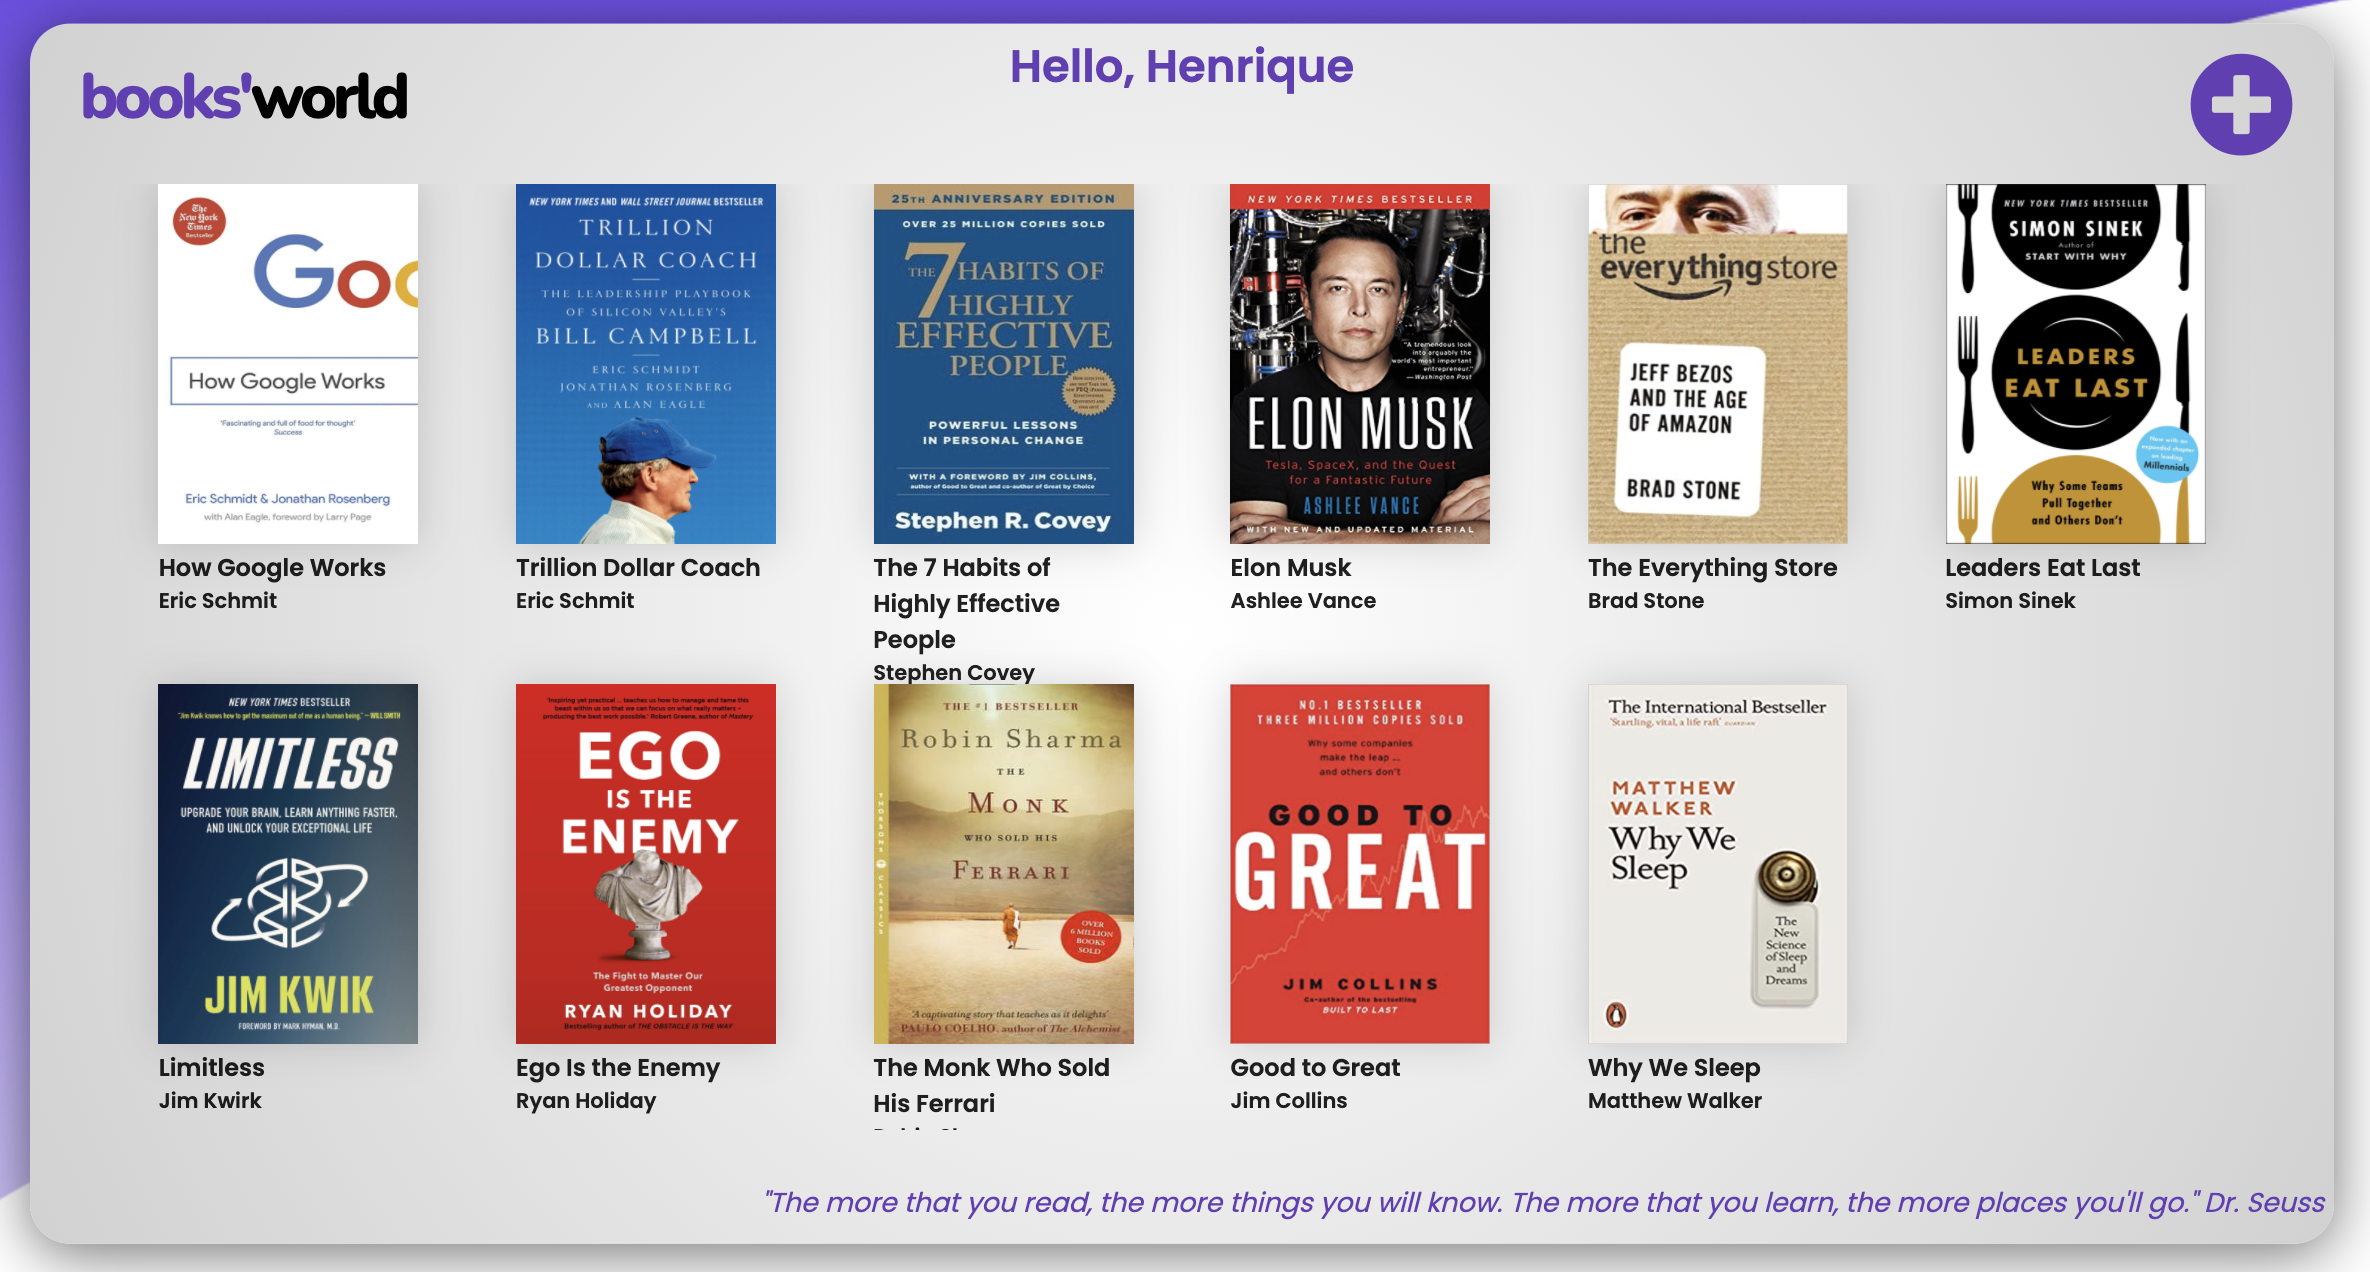 books'world
Hello, Henrique
The
New York
Times
Bestseller
Goo
How Google Works
'Fascinating and full of food for thought'
Success
Eric Schmidt & Jonathan Rosenberg
with Alan Eagle, foreword by Larry Page
How Google Works
Eric Schmit
NEW YORK TIMES AND WALL STREET JOURNAL BESTSELLER
TRILLION
DOLLAR COACH
THE LEADERSHIP PLAYBOOK
OF SILICON VALLEY'S
BILL CAMPBELL
ERIC SCHMIDT
JONATHAN ROSENBERG
AND ALAN EAGLE
Trillion Dollar Coach
Eric Schmit
25TH ANNIVERSARY EDITION
OVER 25 MILLION COPIES SOLD
THE 7 HABITS OF
HIGHLY
EFFECTIVE
PEOPLE
POWERFUL LESSONS
IN PERSONAL CHANGE
WITH A FOREWORD BY JIM COLLINS,
author of Good to Great and co-author of Great by Choice
Stephen R. Covey
The 7 Habits of
Highly Effective
People
Stephen Covey
NEW YORK TIMES BESTSELLER
"A tremendous look
into arguably the
world's most important
entrepreneur."
—Washington Post
ELON MUSK
Tesla, SpaceX, and the Quest
for a Fantastic Future
ASHLEE VANCE
WITH NEW AND UPDATED MATERIAL
Elon Musk
Ashlee Vance
the
everything store
JEFF BEZOS
AND THE AGE
OF AMAZON
BRAD STONE
The Everything Store
Brad Stone
NEW YORK TIMES BESTSELLER
SIMON SINEK
Author of
START WITH WHY
LEADERS
EAT LAST
Now with an
expanded chapter
on leading
Millennials
Why Some Teams
Pull Together
and Others Don't
Leaders Eat Last
Simon Sinek
NEW YORK TIMES BESTSELLER
"Jim Kwik knows how to get the maximum out of me as a human being." — WILL SMITH
LIMITLESS
UPGRADE YOUR BRAIN, LEARN ANYTHING FASTER,
AND UNLOCK YOUR EXCEPTIONAL LIFE
JIM KWIK
FOREWORD BY MARK HYMAN, M.D.
Limitless
Jim Kwirk
'Inspiring yet practical ... teaches us how to manage and tame this
beast within us so that we can focus on what really matters –
producing the best work possible.' Robert Greene, author of Mastery
EGO
IS THE
ENEMY
The Fight to Master Our
Greatest Opponent
RYAN HOLIDAY
Bestselling author of THE OBSTACLE IS THE WAY
Ego Is the Enemy
Ryan Holiday
THE #1 BESTSELLER
Robin Sharma
THE
MONK
WHO SOLD HIS
FERRARI
THORSONS CLASSICS
OVER
6 MILLION
BOOKS
SOLD
'A captivating story that teaches as it delights'
PAULO COELHO, author of The Alchemist
The Monk Who Sold
His Ferrari
NO.1 BESTSELLER
THREE MILLION COPIES SOLD
Why some companies
make the leap ...
and others don't
GOOD TO
GREAT
JIM COLLINS
Co-author of the bestselling
BUILT TO LAST
Good to Great
Jim Collins
The International Bestseller
'Startling, vital, a life raft' GUARDIAN
MATTHEW
WALKER
Why We
Sleep
The
New
Science
of Sleep
and
Dreams
Why We Sleep
Matthew Walker
"The more that you read, the more things you will know. The more that you learn, the more places you'll go." Dr. Seuss